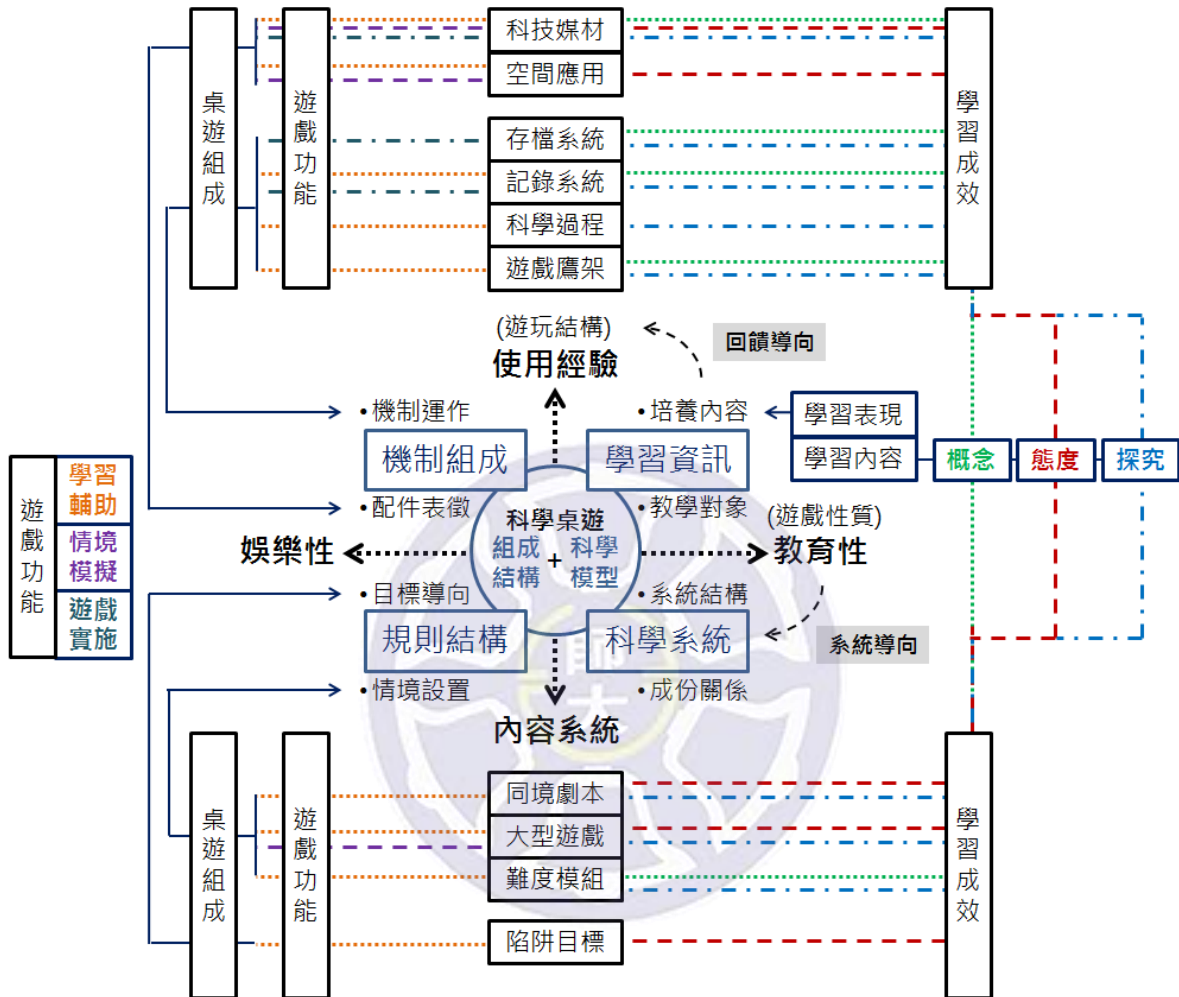 科技媒材
空間應用
存檔系統
記錄系統
科學過程
遊戲鷹架
桌遊組成
遊戲功能
學習成效
(遊玩結構)
使用經驗
回饋導向
•機制運作
•培養內容
機制組成
學習資訊
•配件表徵
•教學對象
學習表現
學習內容
概念
態度
探究
遊戲功能
學習
輔助
情境
模擬
遊戲
實施
科學桌遊
組成
結構
+
科學
模型
娛樂性
(遊戲性質)
教育性
•目標導向
•系統結構
規則結構
科學系統
系統導向
•情境設置
•成份關係
內容系統
師
大
桌遊組成
遊戲功能
同境劇本
大型遊戲
難度模組
陷阱目標
學習成效